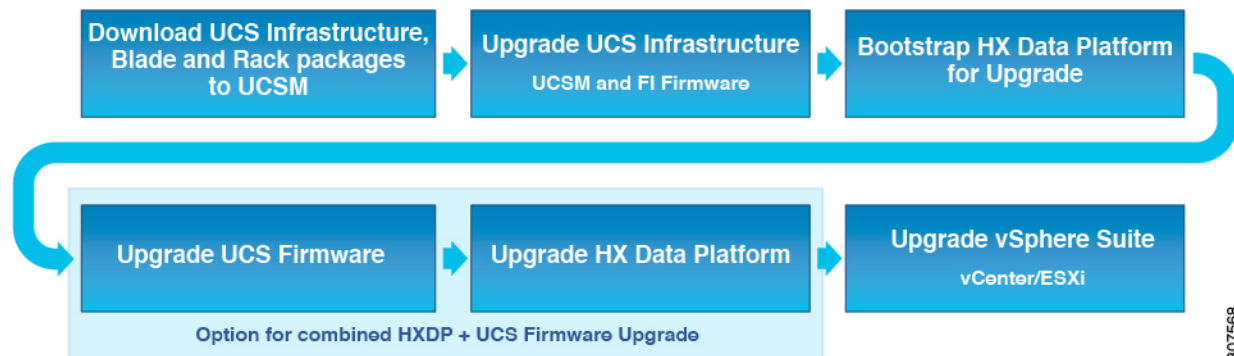 Download UCS Infrastructure,
Blade and Rack packages
to UCSM
Upgrade UCS Infrastructure
UCSM and FI Firmware
Bootstrap HX Data Platform
for Upgrade
Upgrade UCS Firmware
Upgrade HX Data Platform
Option for combined HXDP + UCS Firmware Upgrade
Upgrade vSphere Suite
vCenter/ESXi
307568